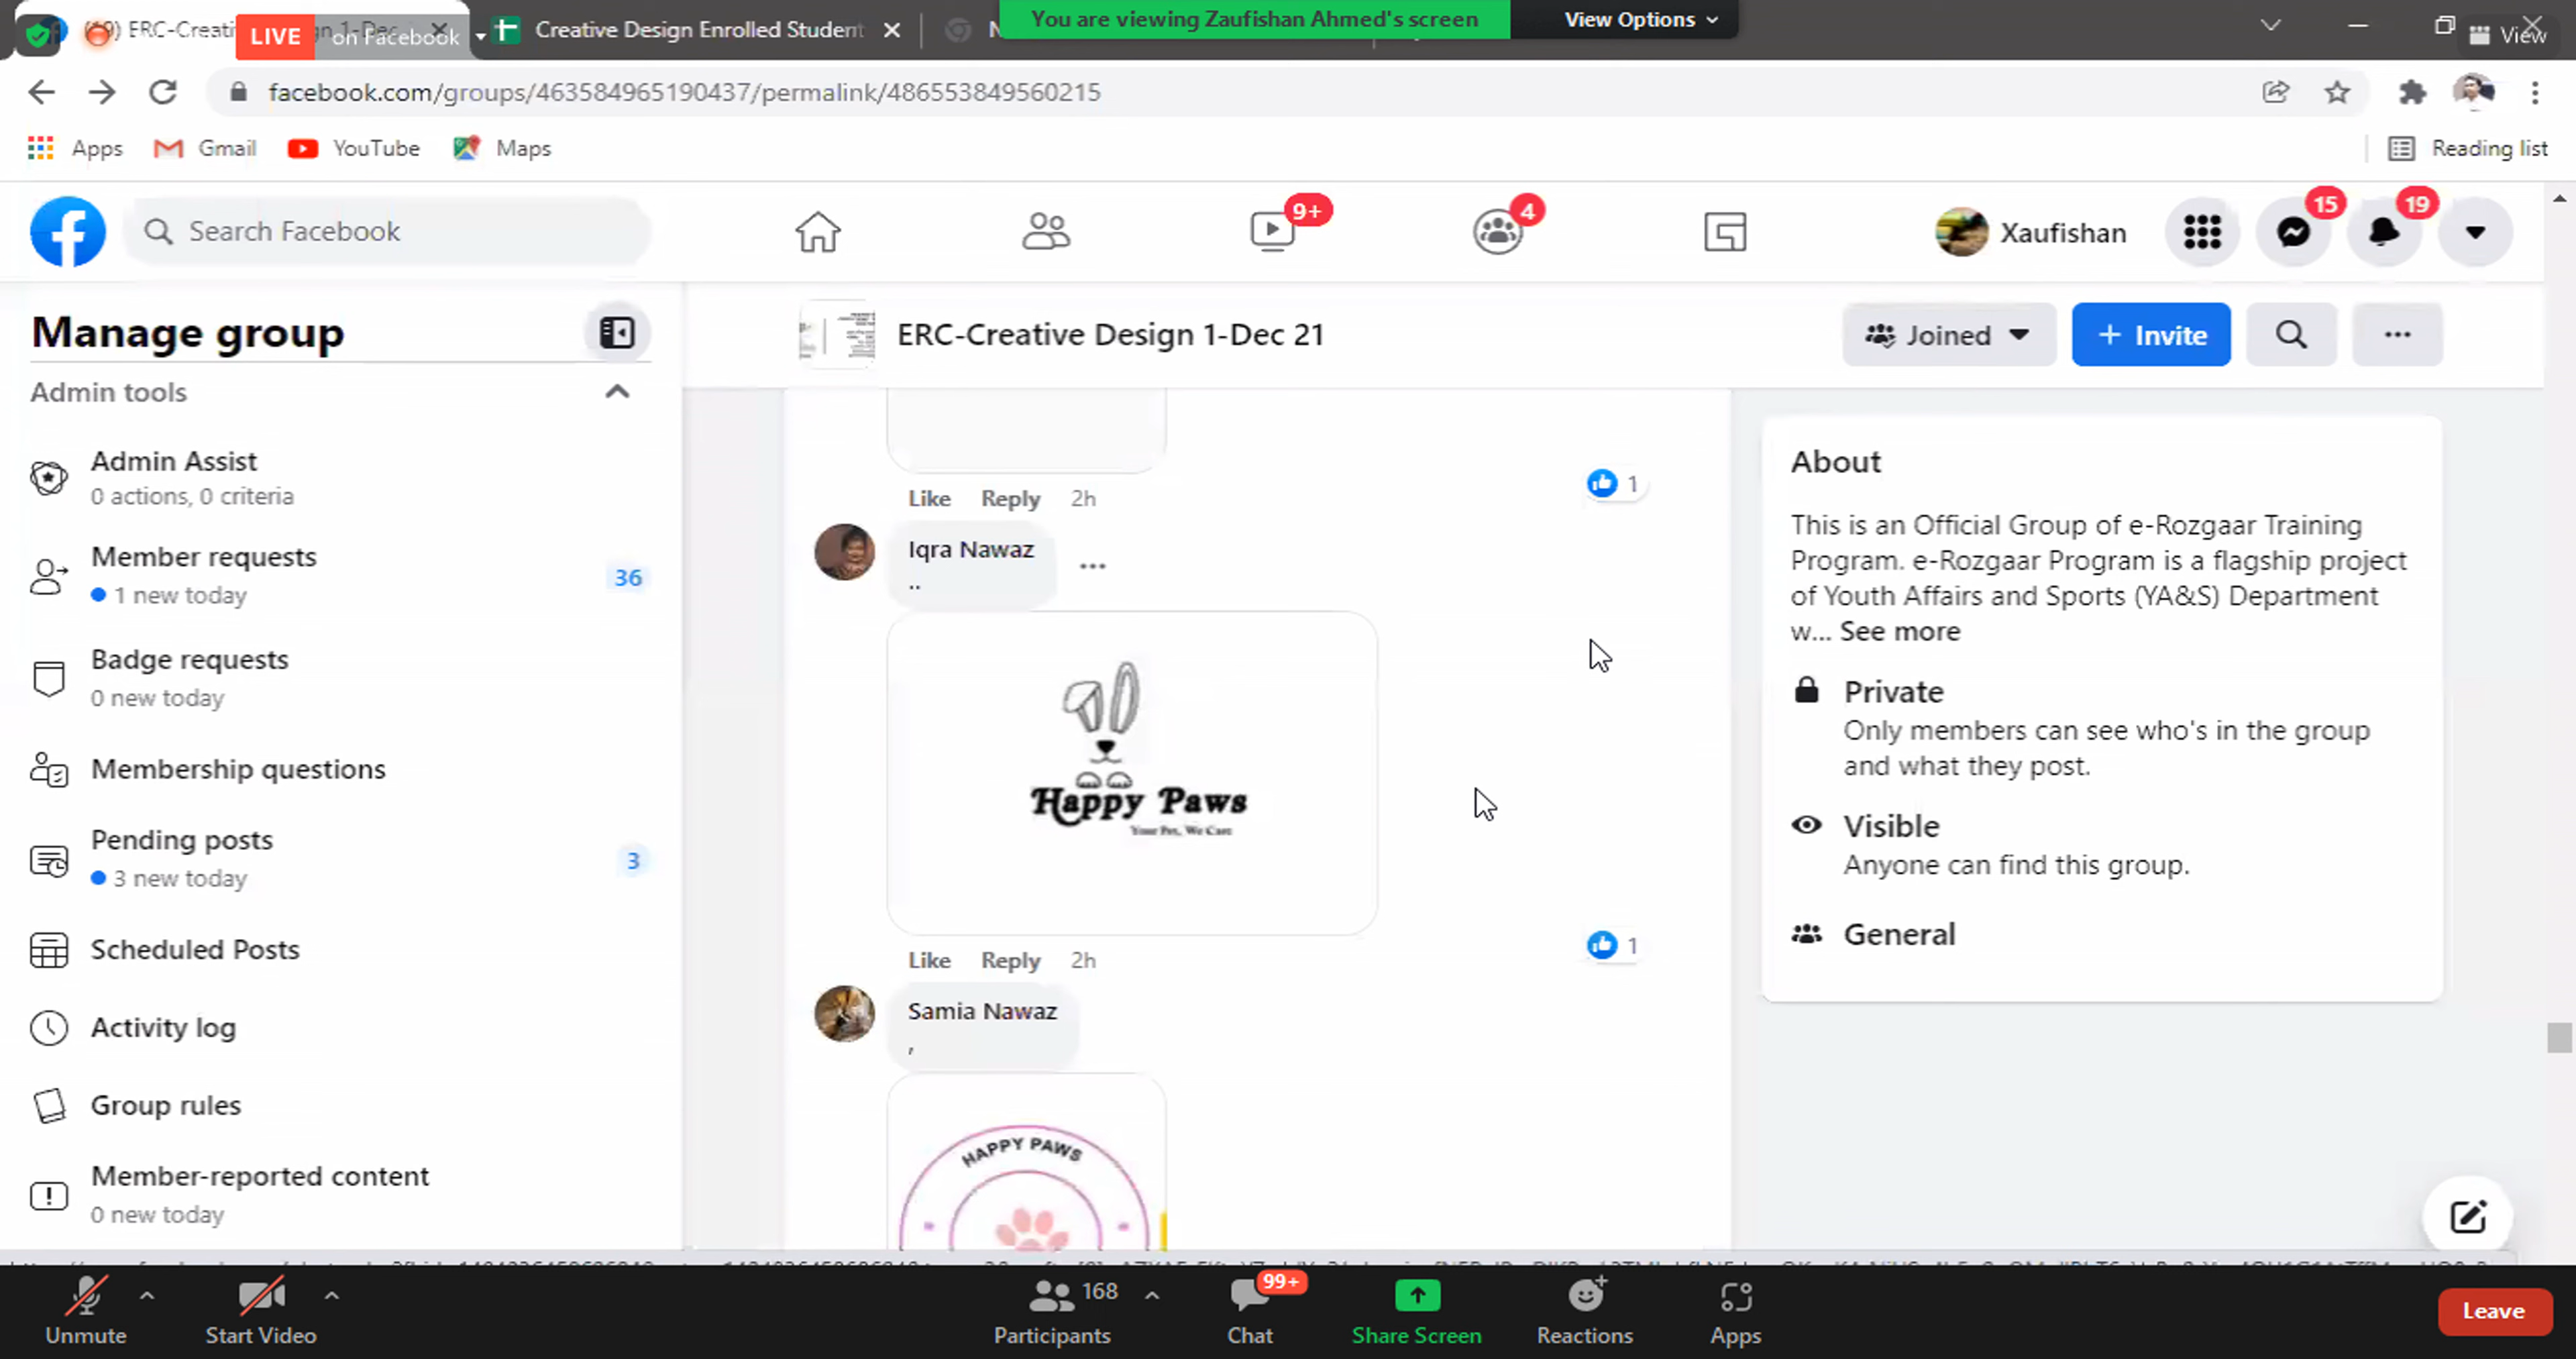 You are viewing Zaufishan Ahmed's screen
View Options
LIVE on Facebook
Creative Design Enrolled Student
View
facebook.com/groups/463584965190437/permalink/486553849560215
Apps
Gmail
YouTube
Maps
Reading list
Search Facebook
9+
4
Xaufishan
15
19
Manage group
ERC-Creative Design 1-Dec 21
Joined
+ Invite
Admin tools
Admin Assist
0 actions, 0 criteria
Member requests
1 new today
36
Badge requests
0 new today
Membership questions
Pending posts
3 new today
3
Scheduled Posts
Activity log
Group rules
Member-reported content
0 new today
Like Reply 2h
1
Iqra Nawaz
..
Happy Paws
Your Pet, We Care
Like Reply 2h
1
Samia Nawaz
,
HAPPY PAWS
About
This is an Official Group of e-Rozgaar Training
Program. e-Rozgaar Program is a flagship project
of Youth Affairs and Sports (YA&S) Department
w... See more
Private
Only members can see who's in the group
and what they post.
Visible
Anyone can find this group.
General
Unmute
Start Video
168
Participants
99+
Chat
Share Screen
Reactions
Apps
Leave